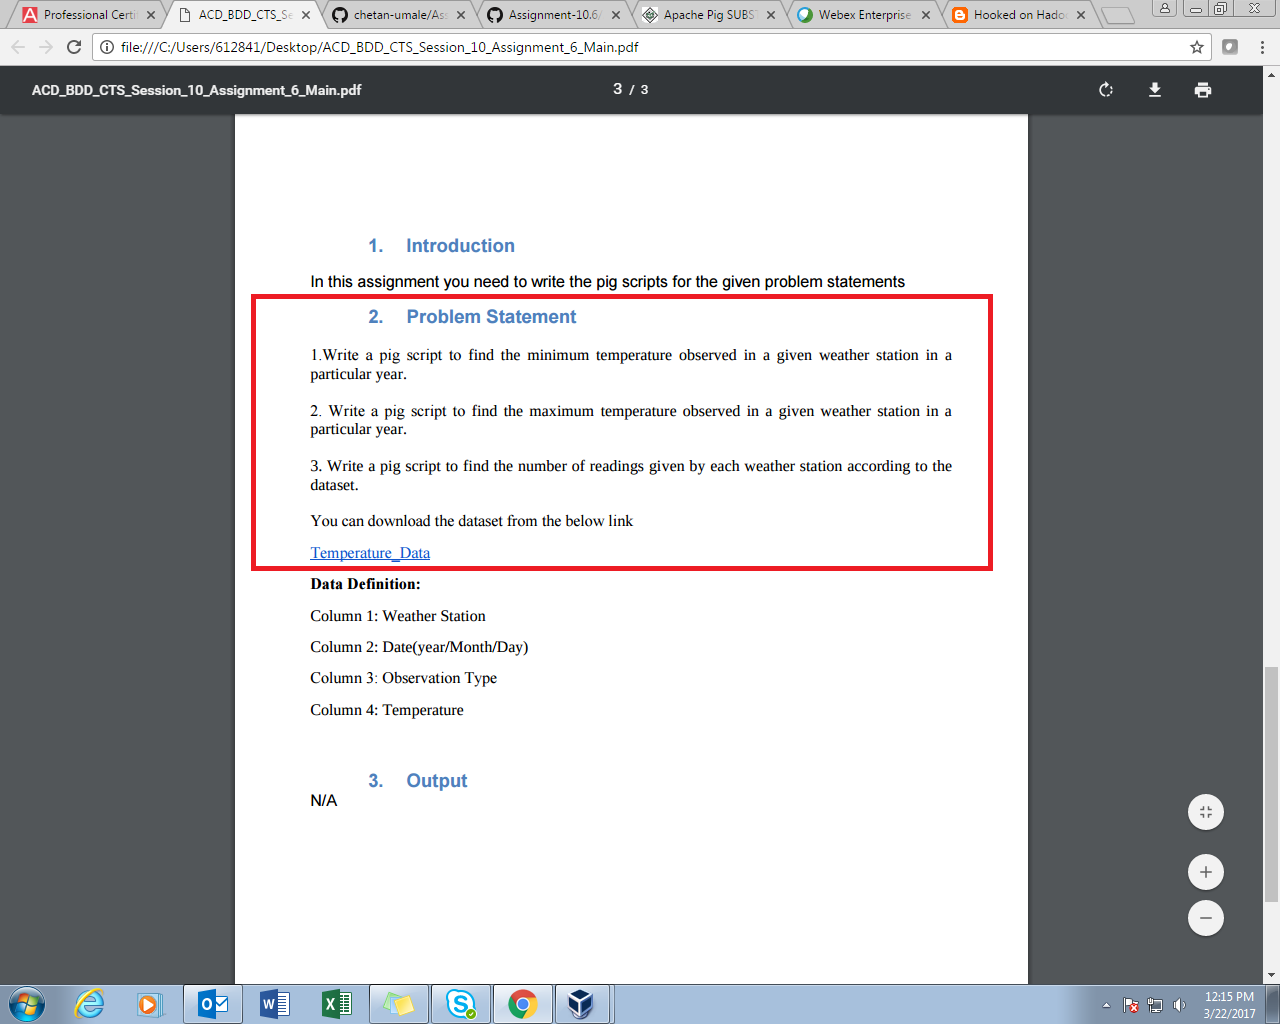 Professional Certi
ACD_BDD_CTS_Se
chetan-umale/Ass
Assignment-10.6/
Apache Pig SUBST
Webex Enterprise
Hooked on Hado
file:///C:/Users/612841/Desktop/ACD_BDD_CTS_Session_10_Assignment_6_Main.pdf
ACD_BDD_CTS_Session_10_Assignment_6_Main.pdf
3 / 3
1. Introduction
In this assignment you need to write the pig scripts for the given problem statements
2. Problem Statement
1.Write a pig script to find the minimum temperature observed in a given weather station in a
particular year.
2. Write a pig script to find the maximum temperature observed in a given weather station in a
particular year.
3. Write a pig script to find the number of readings given by each weather station according to the
dataset.
You can download the dataset from the below link
Temperature_Data
Data Definition:
Column 1: Weather Station
Column 2: Date(year/Month/Day)
Column 3: Observation Type
Column 4: Temperature
3. Output
N/A
12:15 PM
3/22/2017